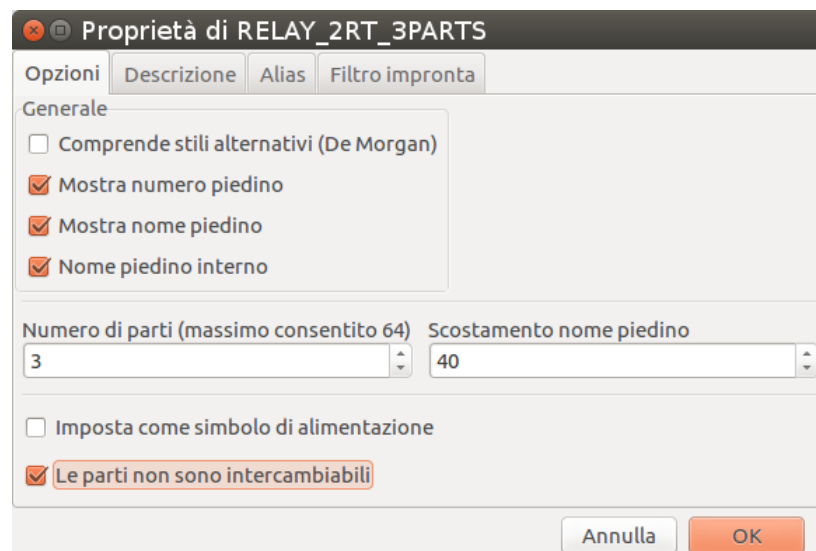 Proprietà di RELAY_2RT_3PARTS
Opzioni Descrizione Alias Filtro impronta
Generale
Comprende stili alternativi (De Morgan)
Mostra numero piedino
Mostra nome piedino
Nome piedino interno
Numero di parti (massimo consentito 64) Scostamento nome piedino
3 40
Imposta come simbolo di alimentazione
Le parti non sono intercambiabili
Annulla OK